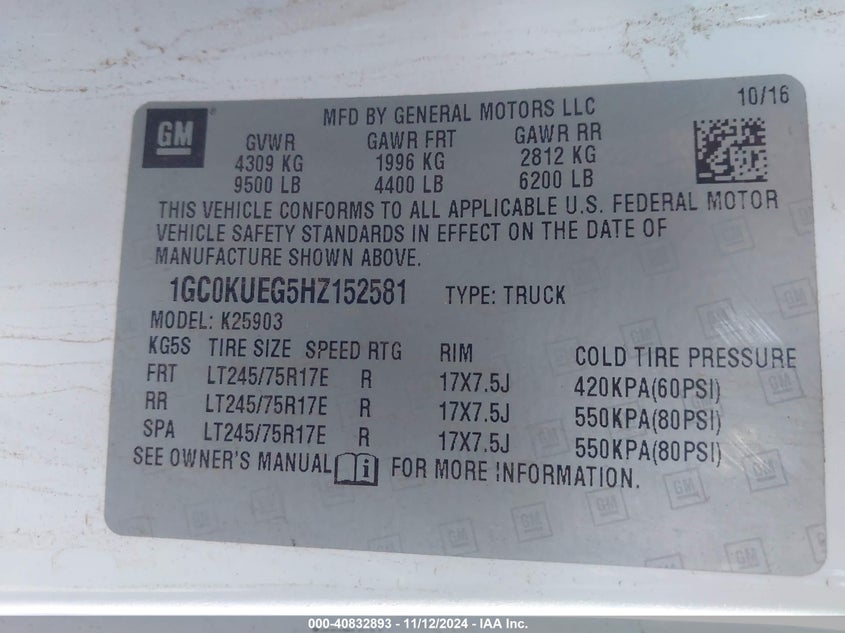 GM
MFD BY GENERAL MOTORS LLC
10/16
GVWR GAWR FRT GAWR RR
4309 KG 1996 KG 2812 KG
9500 LB 4400 LB 6200 LB
THIS VEHICLE CONFORMS TO ALL APPLICABLE U.S. FEDERAL MOTOR
VEHICLE SAFETY STANDARDS IN EFFECT ON THE DATE OF
MANUFACTURE SHOWN ABOVE.
1GC0KUEG5HZ152581 TYPE: TRUCK
MODEL: K25903
KG5S TIRE SIZE SPEED RTG RIM COLD TIRE PRESSURE
FRT LT245/75R17E R 17X7.5J 420KPA(60PSI)
RR LT245/75R17E R 17X7.5J 550KPA(80PSI)
SPA LT245/75R17E R 17X7.5J 550KPA(80PSI)
SEE OWNER'S MANUAL i FOR MORE INFORMATION.
000-40832893 - 11/12/2024 - IAA Inc.